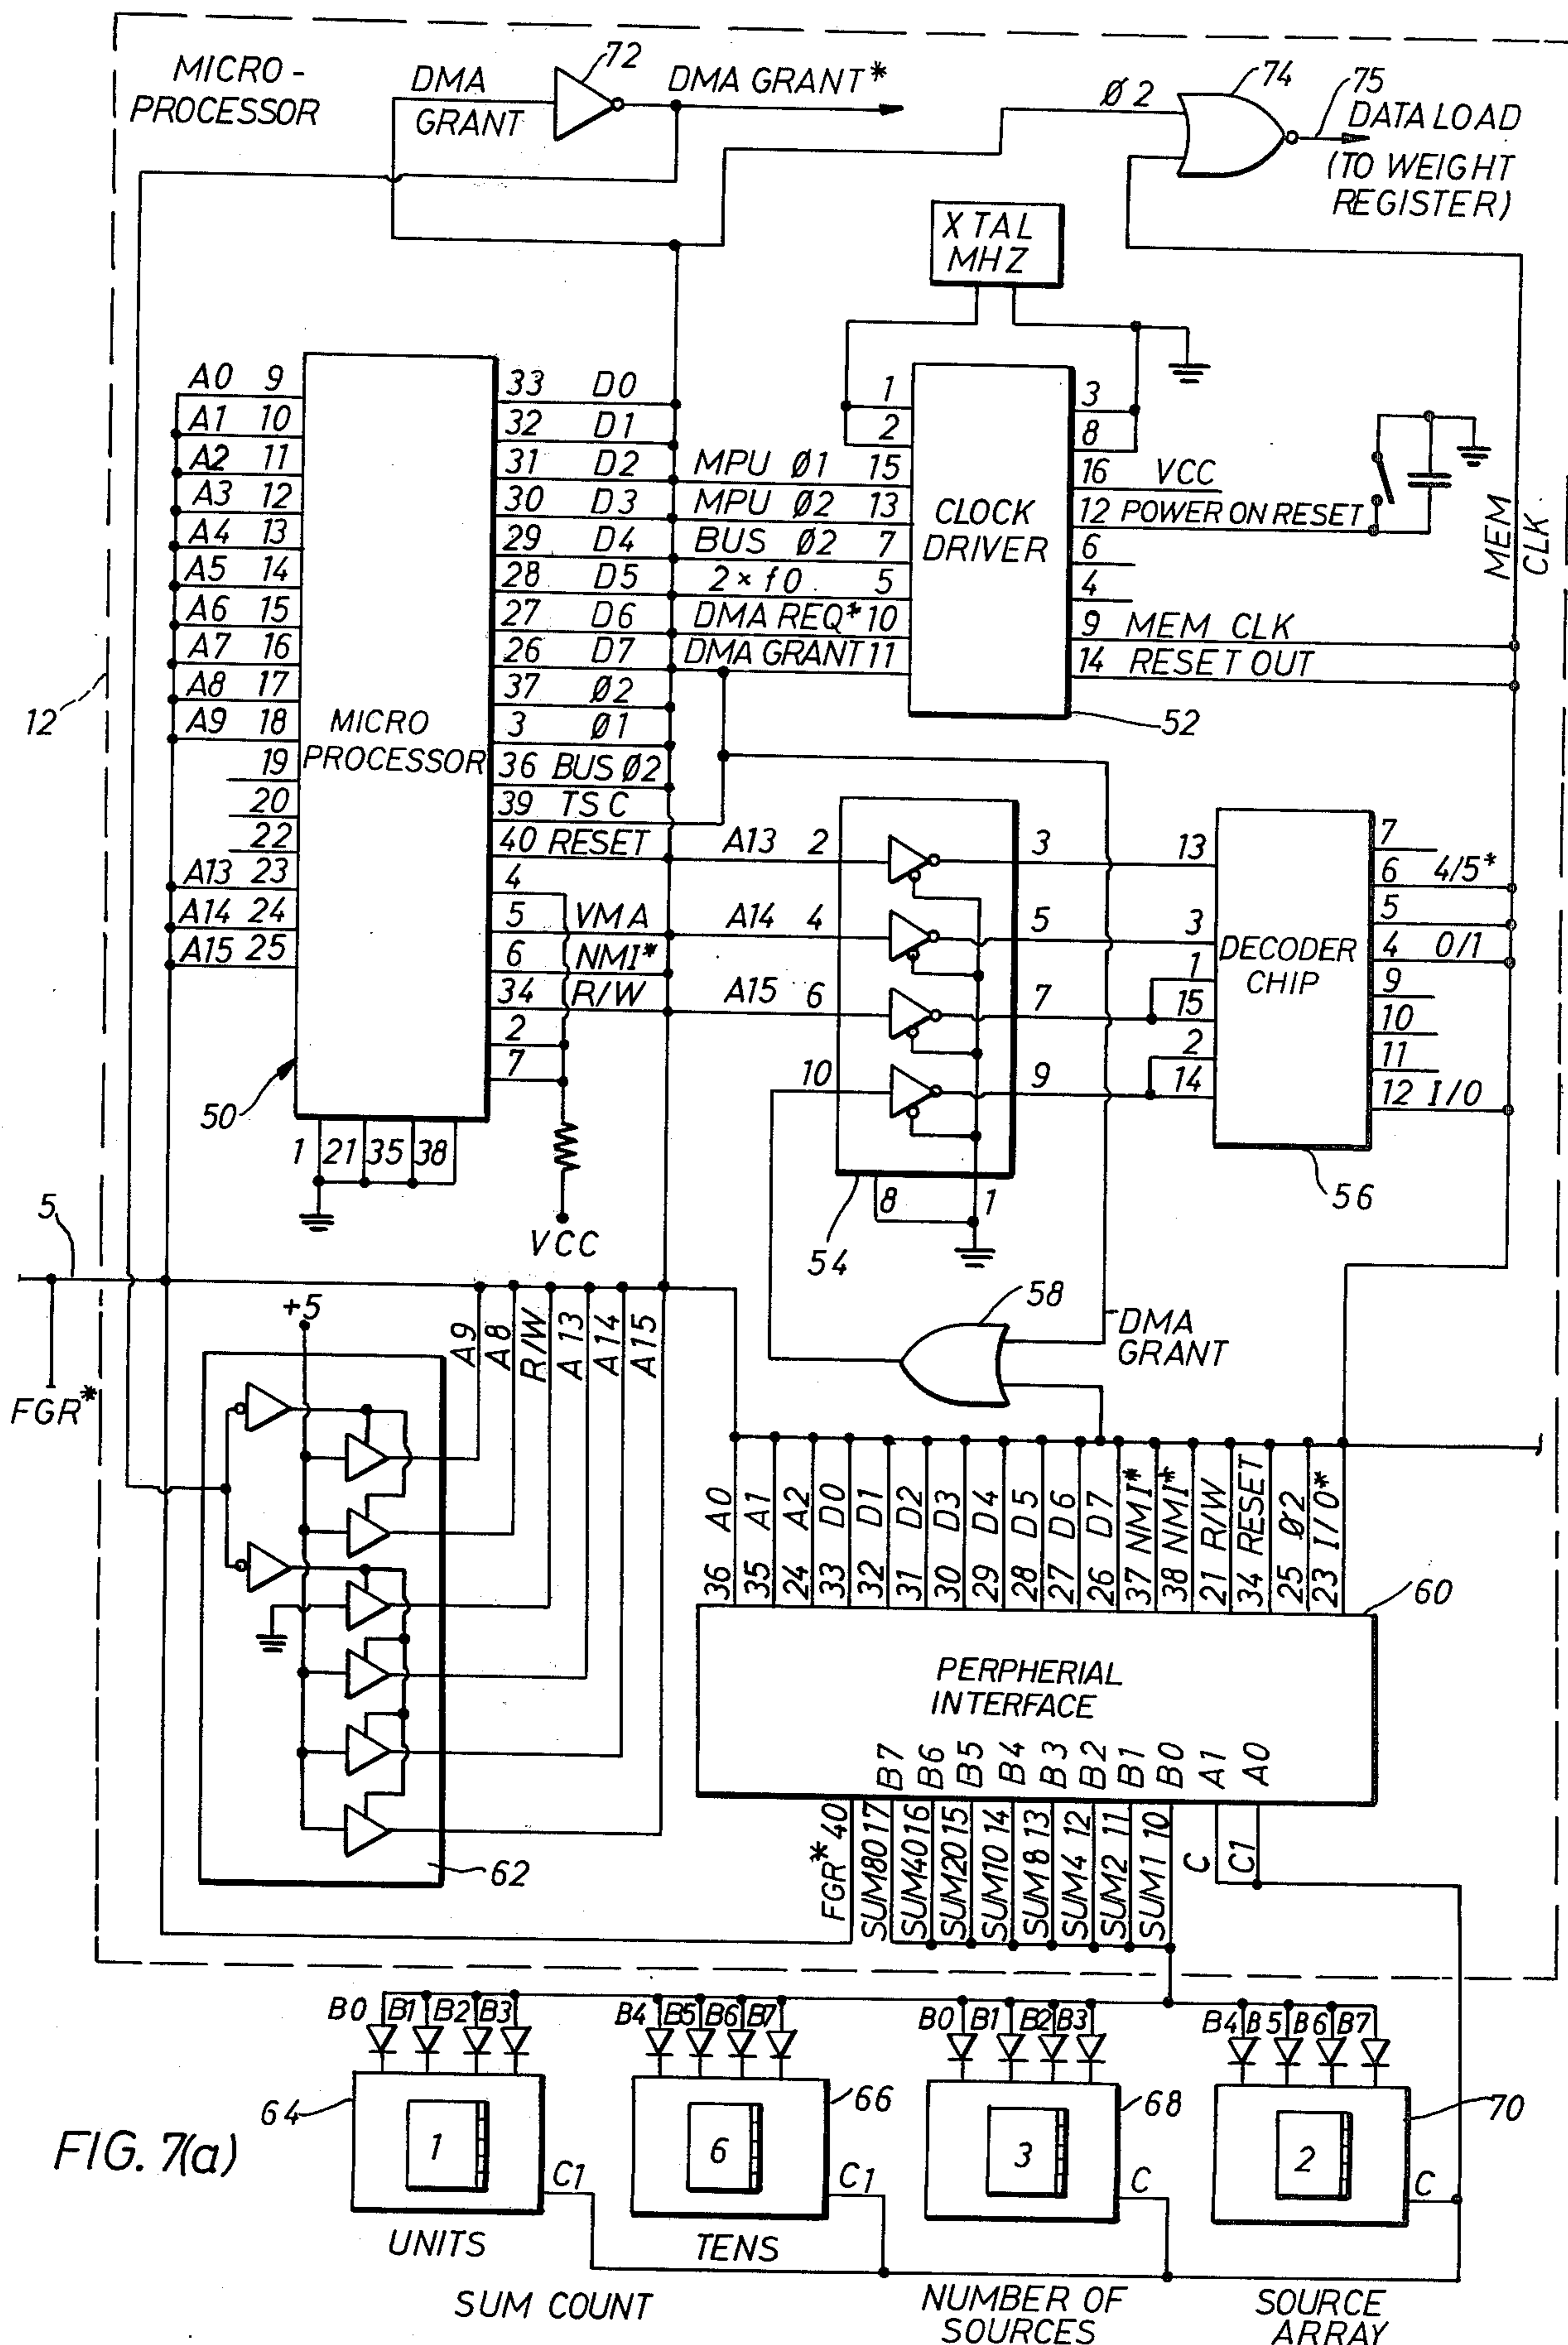 MICRO-
PROCESSOR
DMA
GRANT
72
DMA GRANT*
Ø2
74
75
DATA LOAD
(TO WEIGHT
REGISTER)
XTAL
MHZ
A0 9
A1 10
A2 11
A3 12
A4 13
A5 14
A6 15
A7 16
A8 17
A9 18
19
20
22
A13 23
A14 24
A15 25
MICRO
PROCESSOR
33 D0
32 D1
31 D2
30 D3
29 D4
28 D5
27 D6
26 D7
37 Ø2
3 Ø1
36 BUS Ø2
39 TSC
40 RESET
4
5 VMA
6 NMI*
34 R/W
2
7
1 21 35 38
50
VCC
12
1
2
MPU Ø1 15
MPU Ø2 13
BUS Ø2 7
2×f0 5
DMA REQ* 10
DMA GRANT 11
CLOCK
DRIVER
3
8
16 VCC
12 POWER ON RESET
6
4
9 MEM CLK
14 RESET OUT
52
MEM
CLK
A13 2
A14 4
A15 6
10
3
5
7
9
8 1
54
13
3
1
15
2
14
DECODER
CHIP
7
6 4/5*
5
4 0/1
9
10
11
12 I/O
56
5
FGR*
+5
A9
A8
R/W
A13
A14
A15
62
58
DMA
GRANT
36 A0
35 A1
24 A2
33 D0
32 D1
31 D2
30 D3
29 D4
28 D5
27 D6
26 D7
37 NMI*
38 NMI*
21 R/W
34 RESET
25 Ø2
23 I/O*
60
PERPHERIAL
INTERFACE
B7
B6
B5
B4
B3
B2
B1
B0
A1
A0
FGR* 40
SUM80 17
SUM40 16
SUM20 15
SUM10 14
SUM8 13
SUM4 12
SUM2 11
SUM1 10
C
C1
B0 B1 B2 B3
B4 B5 B6 B7
B0 B1 B2 B3
B4 B5 B6 B7
64
1
C1
66
6
C1
68
3
C
70
2
C
FIG. 7(a)
UNITS
TENS
SUM COUNT
NUMBER OF
SOURCES
SOURCE
ARRAY